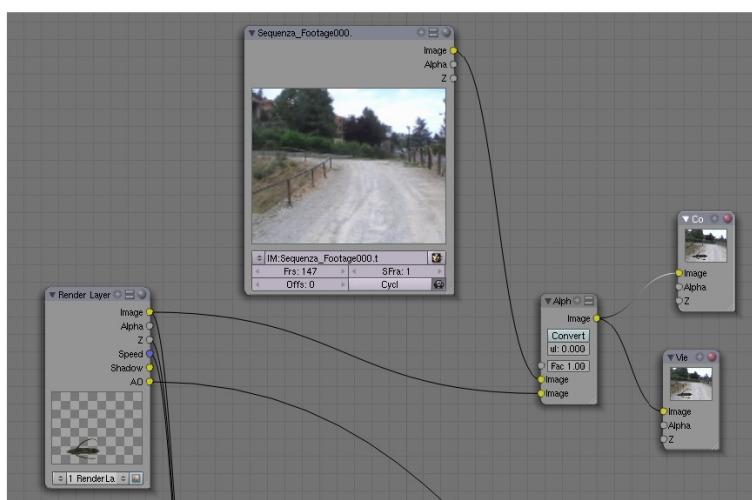 Sequenza_Footage000.
Image
Alpha
Z
IM:Sequenza_Footage000.t
Frs: 147
SFra: 1
Offs: 0
Cycl
Render Layer
Image
Alpha
Z
Speed
Shadow
AO
1 RenderLa
Alph
Image
Convert
ul: 0.000
Fac 1.00
Image
Image
Co
Image
Alpha
Z
Vie
Image
Alpha
Z